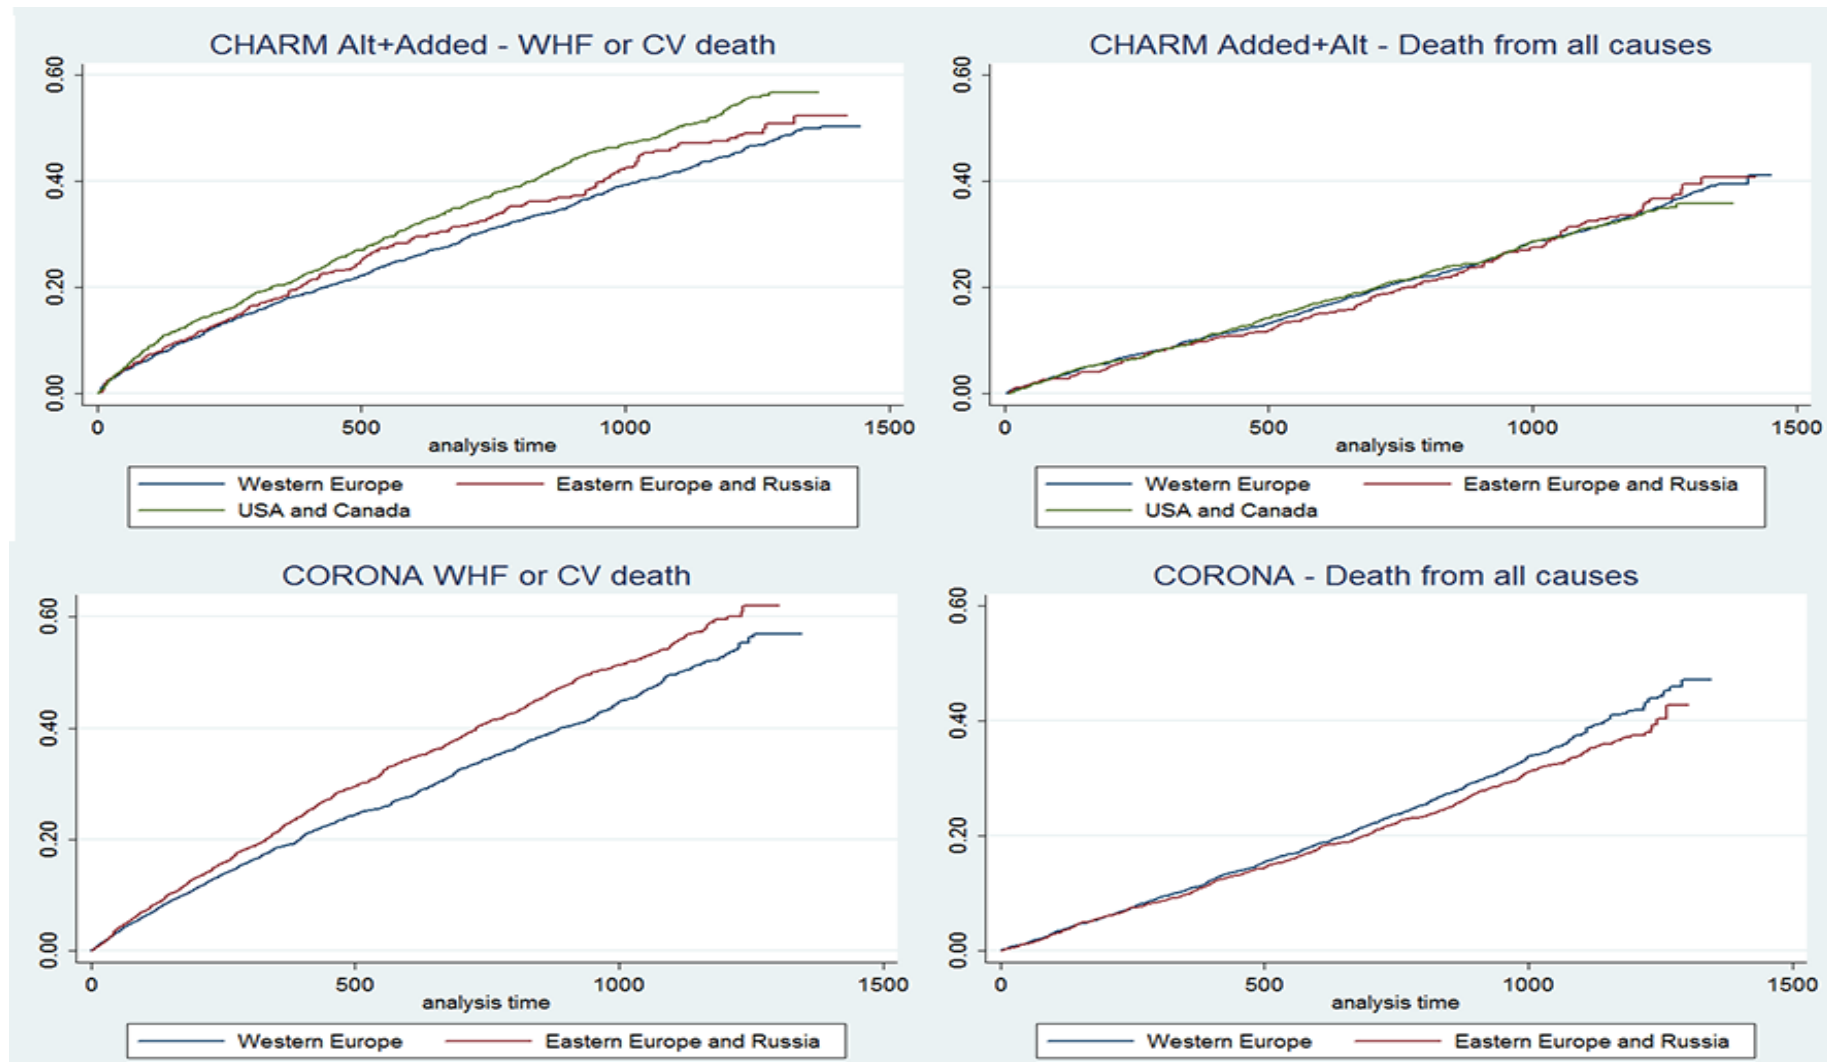 CHARM Alt+Added - WHF or CV death
0.60
0.40
0.20
0.00
0 500 1000 1500
analysis time
Western Europe Eastern Europe and Russia
USA and Canada
CHARM Added+Alt - Death from all causes
0.60
0.40
0.20
0.00
0 500 1000 1500
analysis time
Western Europe Eastern Europe and Russia
USA and Canada
CORONA WHF or CV death
0.60
0.40
0.20
0.00
0 500 1000 1500
analysis time
Western Europe Eastern Europe and Russia
CORONA - Death from all causes
0.60
0.40
0.20
0.00
0 500 1000 1500
analysis time
Western Europe Eastern Europe and Russia